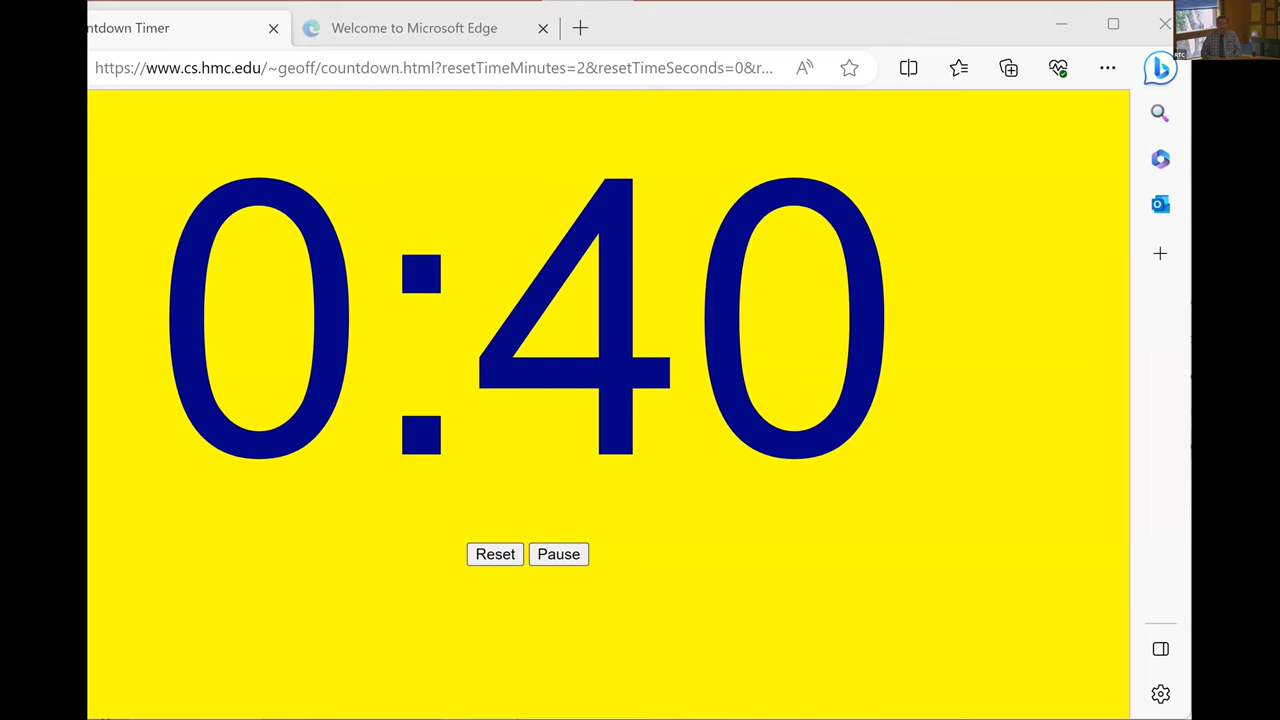 ntdown Timer
Welcome to Microsoft Edge
https://www.cs.hmc.edu/~geoff/countdown.html?resetTimeMinutes=2&resetTimeSeconds=0&r...
0:40
Reset Pause